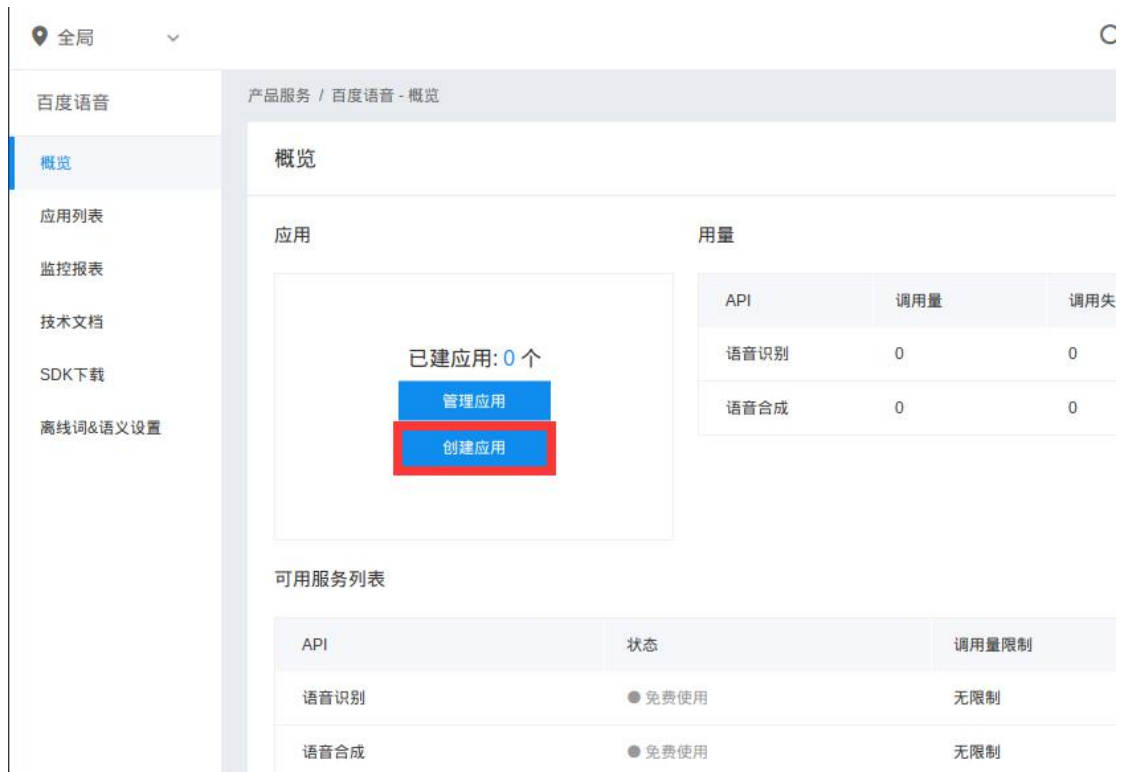 全局
百度语音
概览
应用列表
监控报表
技术文档
SDK下载
离线词&语义设置
产品服务 / 百度语音 - 概览
概览
应用
已建应用: 0 个
管理应用
创建应用
用量
API 调用量 调用失
语音识别 0 0
语音合成 0 0
可用服务列表
API 状态 调用量限制
语音识别 免费使用 无限制
语音合成 免费使用 无限制